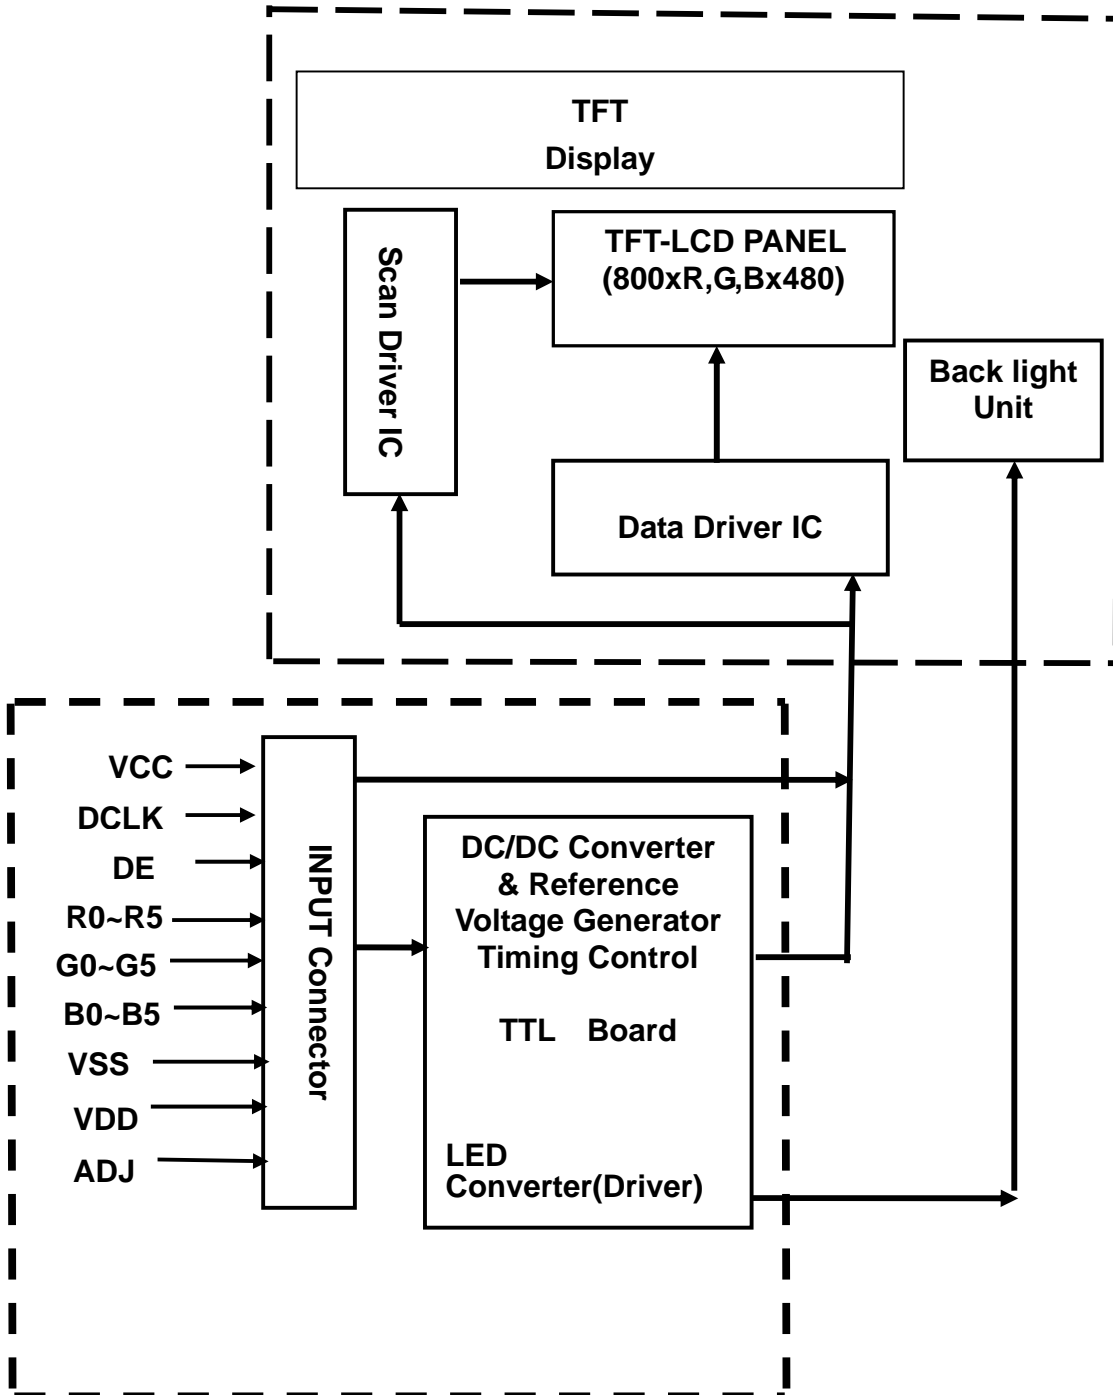 TFT
Display
Scan Driver IC
TFT-LCD PANEL
(800xR,G,Bx480)
Back light
Unit
Data Driver IC
VCC
DCLK
DE
R0~R5
G0~G5
B0~B5
VSS
VDD
ADJ
INPUT Connector
DC/DC Converter
& Reference
Voltage Generator
Timing Control
TTL Board
LED
Converter(Driver)